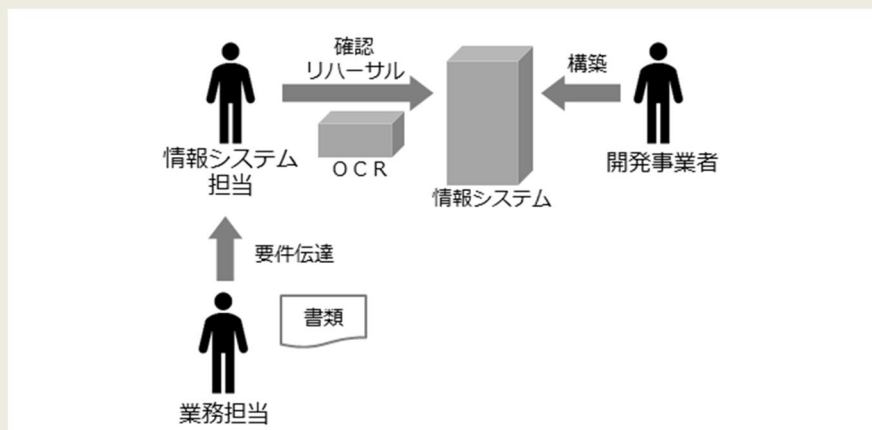 確認
リハーサル
構築
情報システム
担当
OCR
情報システム
開発事業者
要件伝達
書類
業務担当